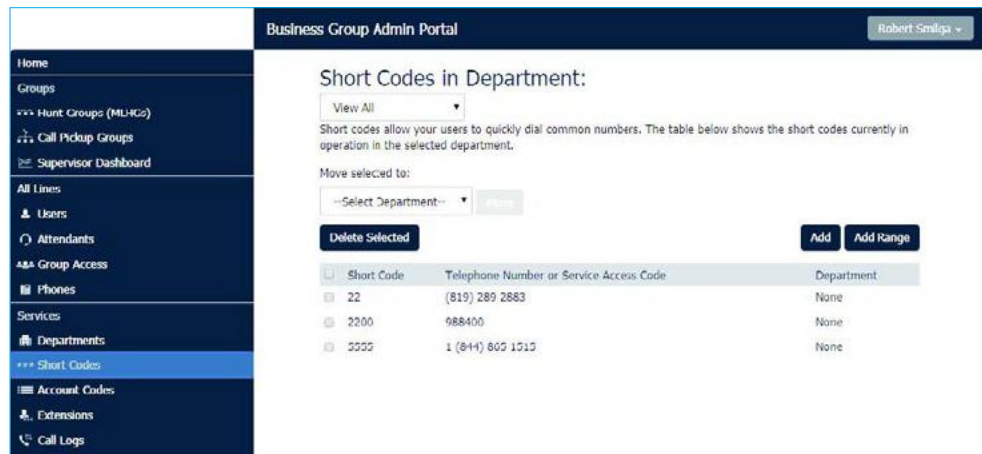 Business Group Admin Portal
Robert Smilga
Home
Groups
Hunt Groups (MLHGs)
Call Pickup Groups
Supervisor Dashboard
All Lines
Users
Attendants
Group Access
Phones
Services
Departments
Short Codes
Account Codes
Extensions
Call Logs
Short Codes in Department:
View All
Short codes allow your users to quickly dial common numbers. The table below shows the short codes currently in
operation in the selected department.
Move selected to:
--Select Department--
Move
Delete Selected
Add
Add Range
Short Code Telephone Number or Service Access Code Department
22 (819) 289 2883 None
2200 988400 None
5555 1 (844) 865 1515 None